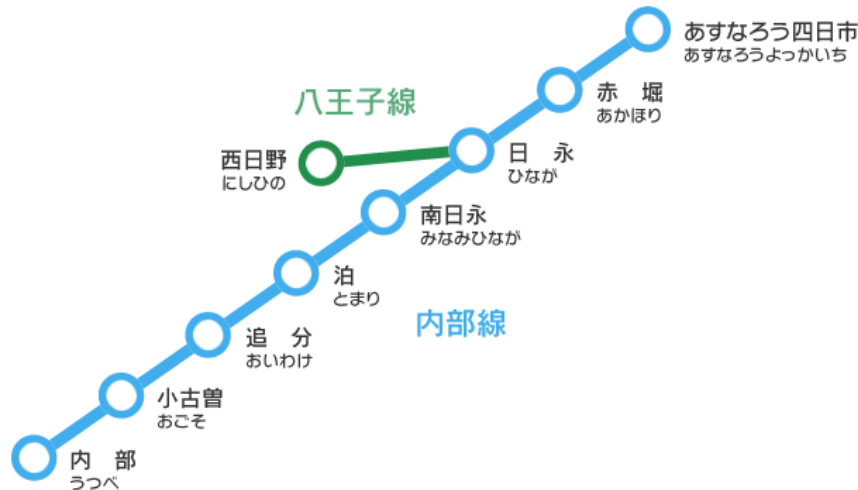 あすなろう四日市
あすなろうよっかいち
赤 堀
あかほり
八王子線
日 永
ひなが
西日野
にしひの
南日永
みなみひなが
泊
とまり
内部線
追 分
おいわけ
小古曽
おごそ
内 部
うつべ